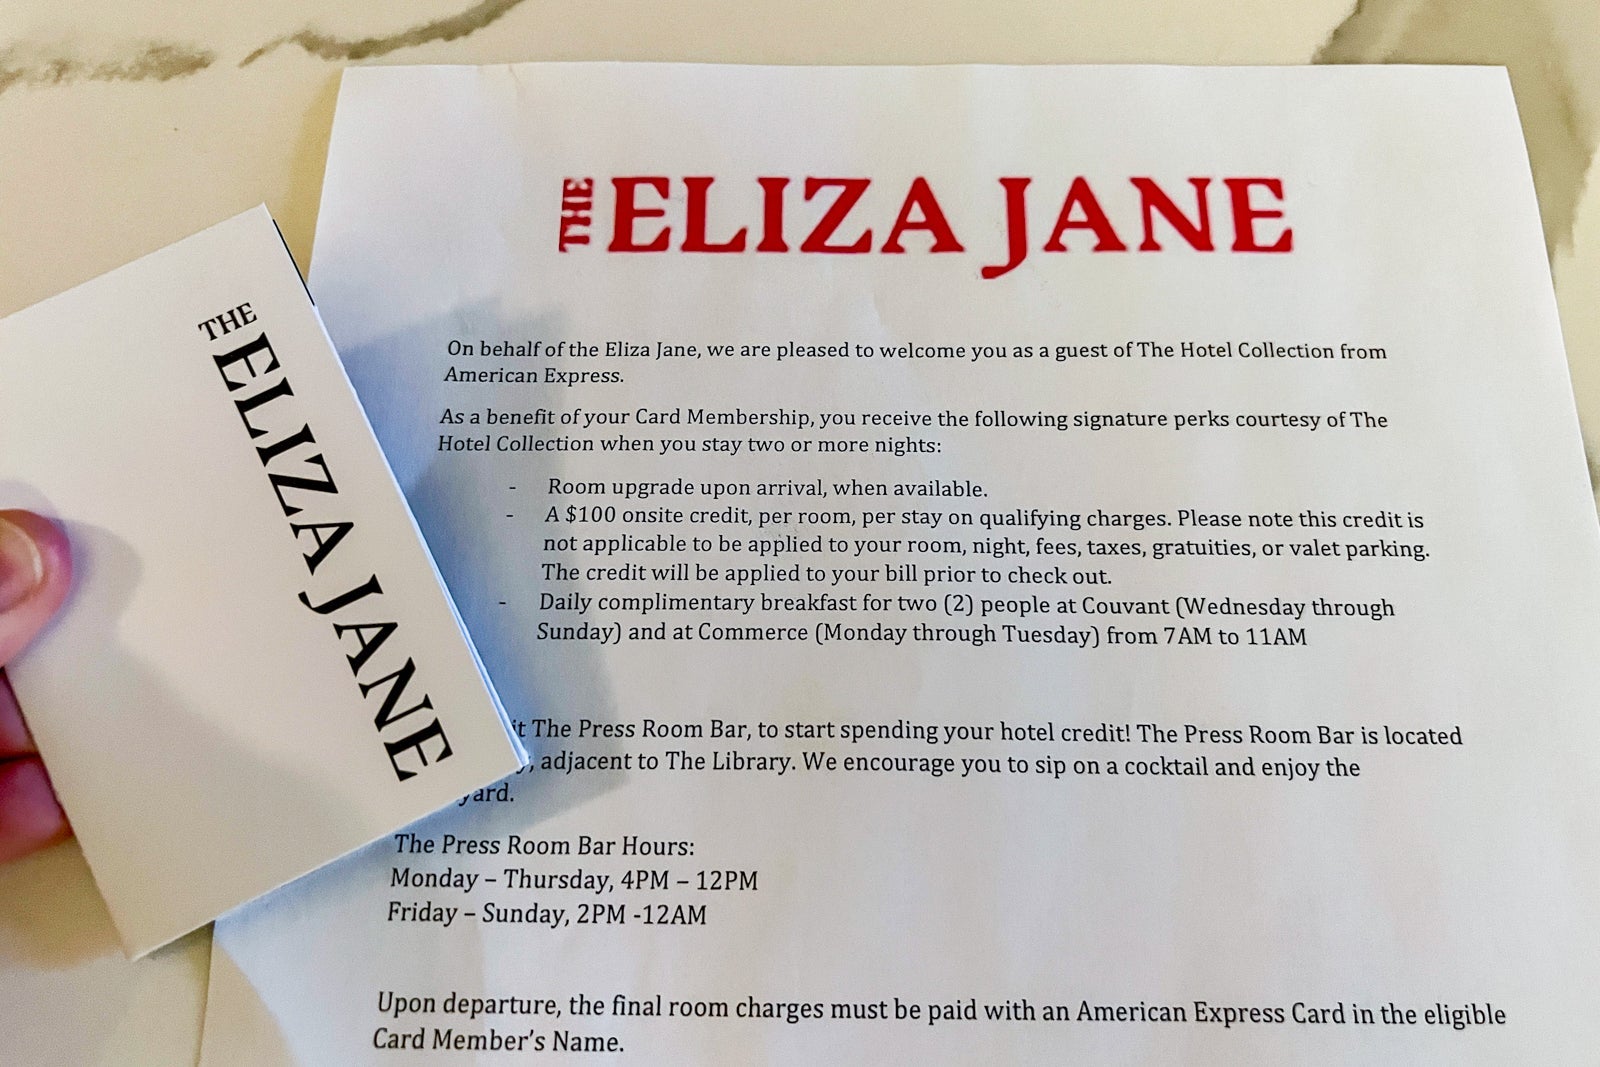 THE ELIZA JANE
THE ELIZA JANE
On behalf of the Eliza Jane, we are pleased to welcome you as a guest of The Hotel Collection from
American Express.
As a benefit of your Card Membership, you receive the following signature perks courtesy of The
Hotel Collection when you stay two or more nights:
- Room upgrade upon arrival, when available.
- A $100 onsite credit, per room, per stay on qualifying charges. Please note this credit is
not applicable to be applied to your room, night, fees, taxes, gratuities, or valet parking.
The credit will be applied to your bill prior to check out.
- Daily complimentary breakfast for two (2) people at Couvant (Wednesday through
Sunday) and at Commerce (Monday through Tuesday) from 7AM to 11AM
The Press Room Bar, to start spending your hotel credit! The Press Room Bar is located
adjacent to The Library. We encourage you to sip on a cocktail and enjoy the
The Press Room Bar Hours:
Monday – Thursday, 4PM – 12PM
Friday – Sunday, 2PM -12AM
Upon departure, the final room charges must be paid with an American Express Card in the eligible
Card Member's Name.